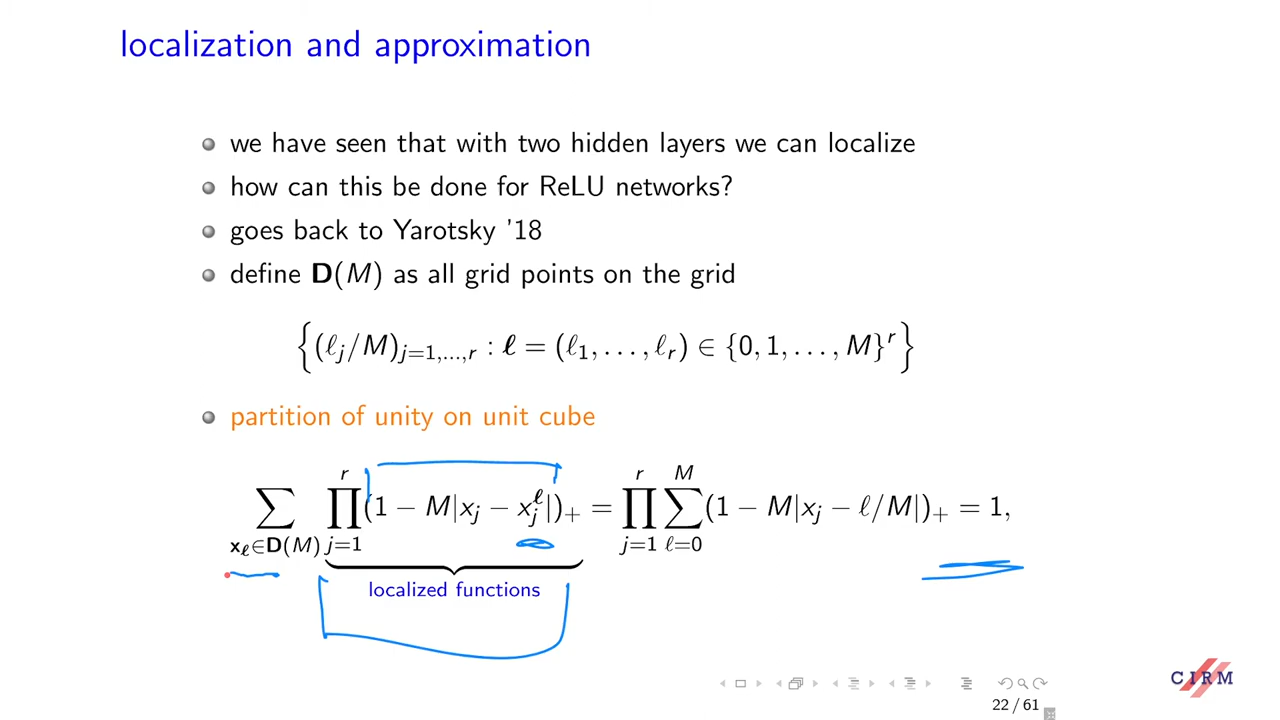 localization and approximation
we have seen that with two hidden layers we can localize
how can this be done for ReLU networks?
goes back to Yarotsky '18
define D(M) as all grid points on the grid
{(ℓ_j/M)_{j=1,...,r} : ℓ = (ℓ_1, . . . , ℓ_r) ∈ {0, 1, . . . , M}^r}
partition of unity on unit cube
∑_{x_ℓ∈D(M)} ∏_{j=1}^{r} (1 − M|x_j − x_j^ℓ|)_+ = ∏_{j=1}^{r} ∑_{ℓ=0}^{M} (1 − M|x_j − ℓ/M|)_+ = 1,
localized functions
CIRM
22 / 61